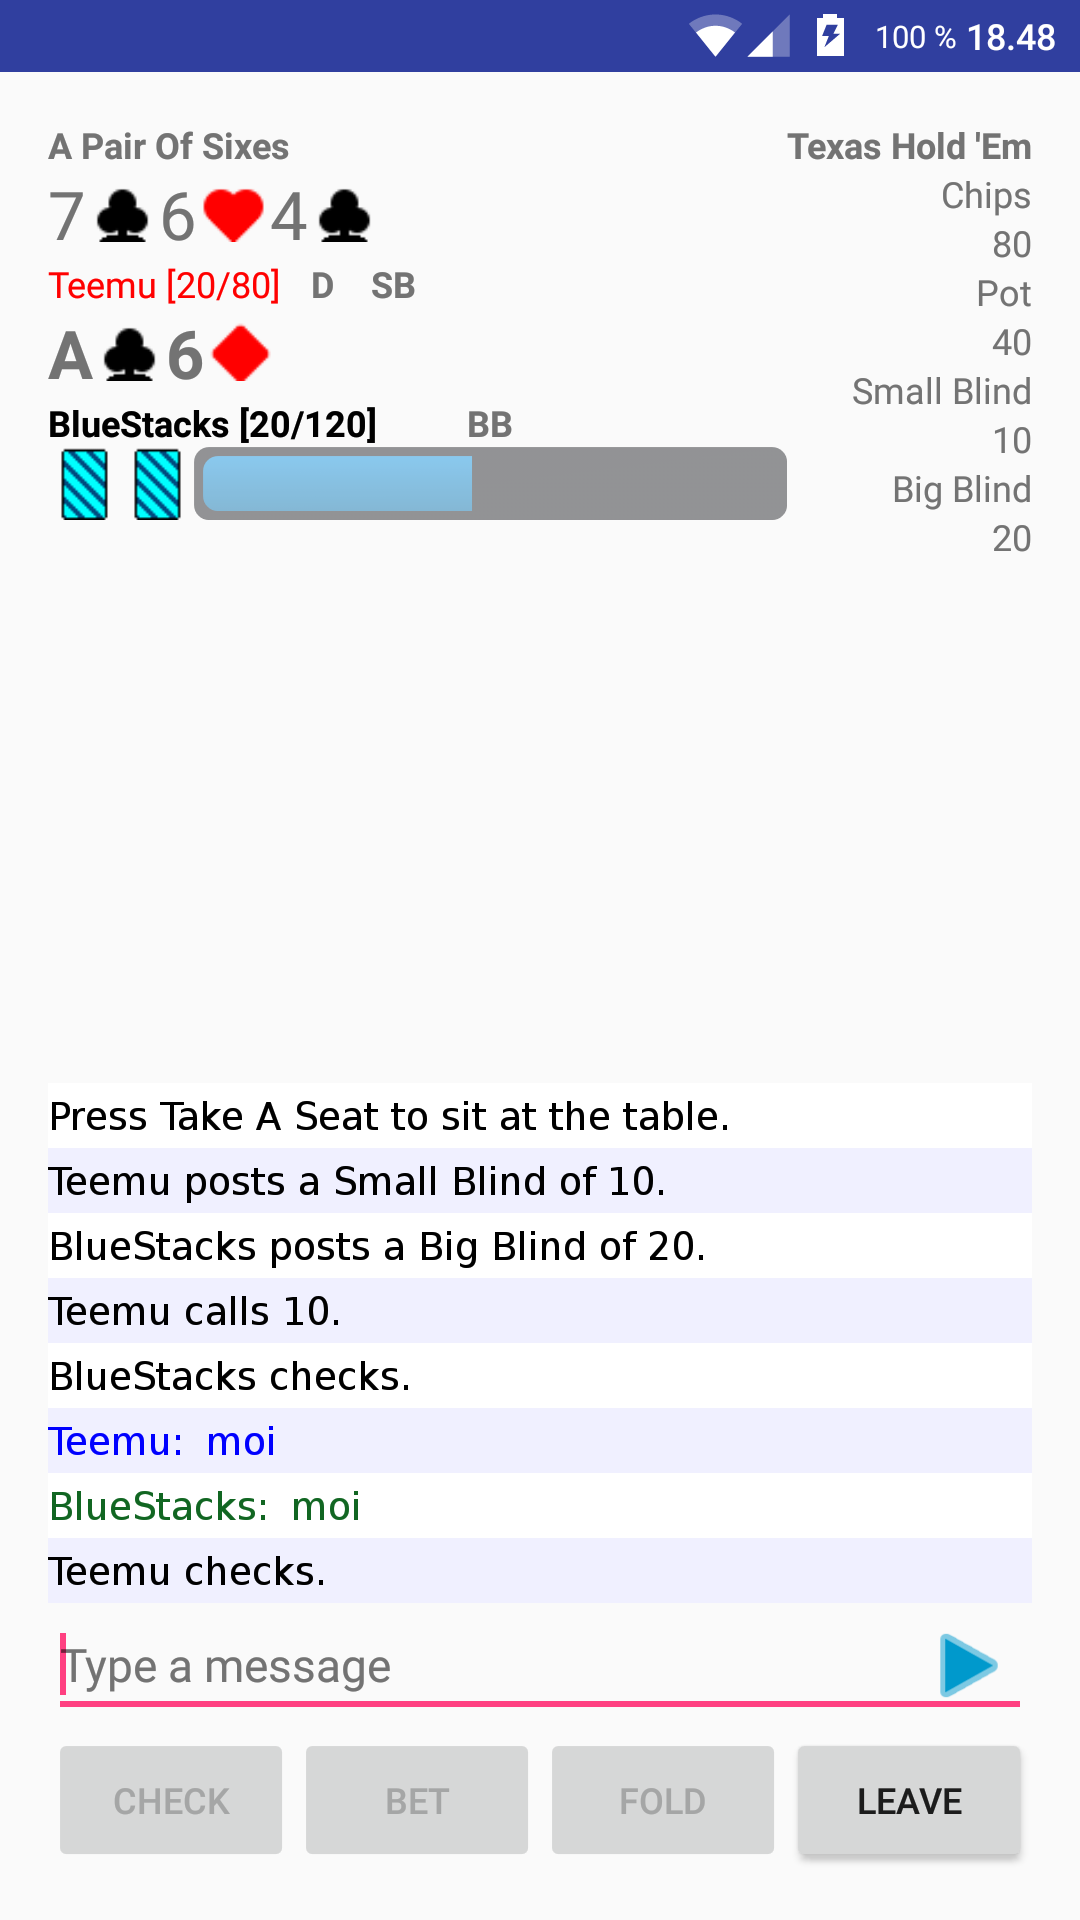 100 % 18.48
A Pair Of Sixes
7 6 4
Teemu [20/80] D SB
A 6
BlueStacks [20/120] BB
Texas Hold 'Em
Chips
80
Pot
40
Small Blind
10
Big Blind
20
Press Take A Seat to sit at the table.
Teemu posts a Small Blind of 10.
BlueStacks posts a Big Blind of 20.
Teemu calls 10.
BlueStacks checks.
Teemu: moi
BlueStacks: moi
Teemu checks.
Type a message
CHECK BET FOLD LEAVE